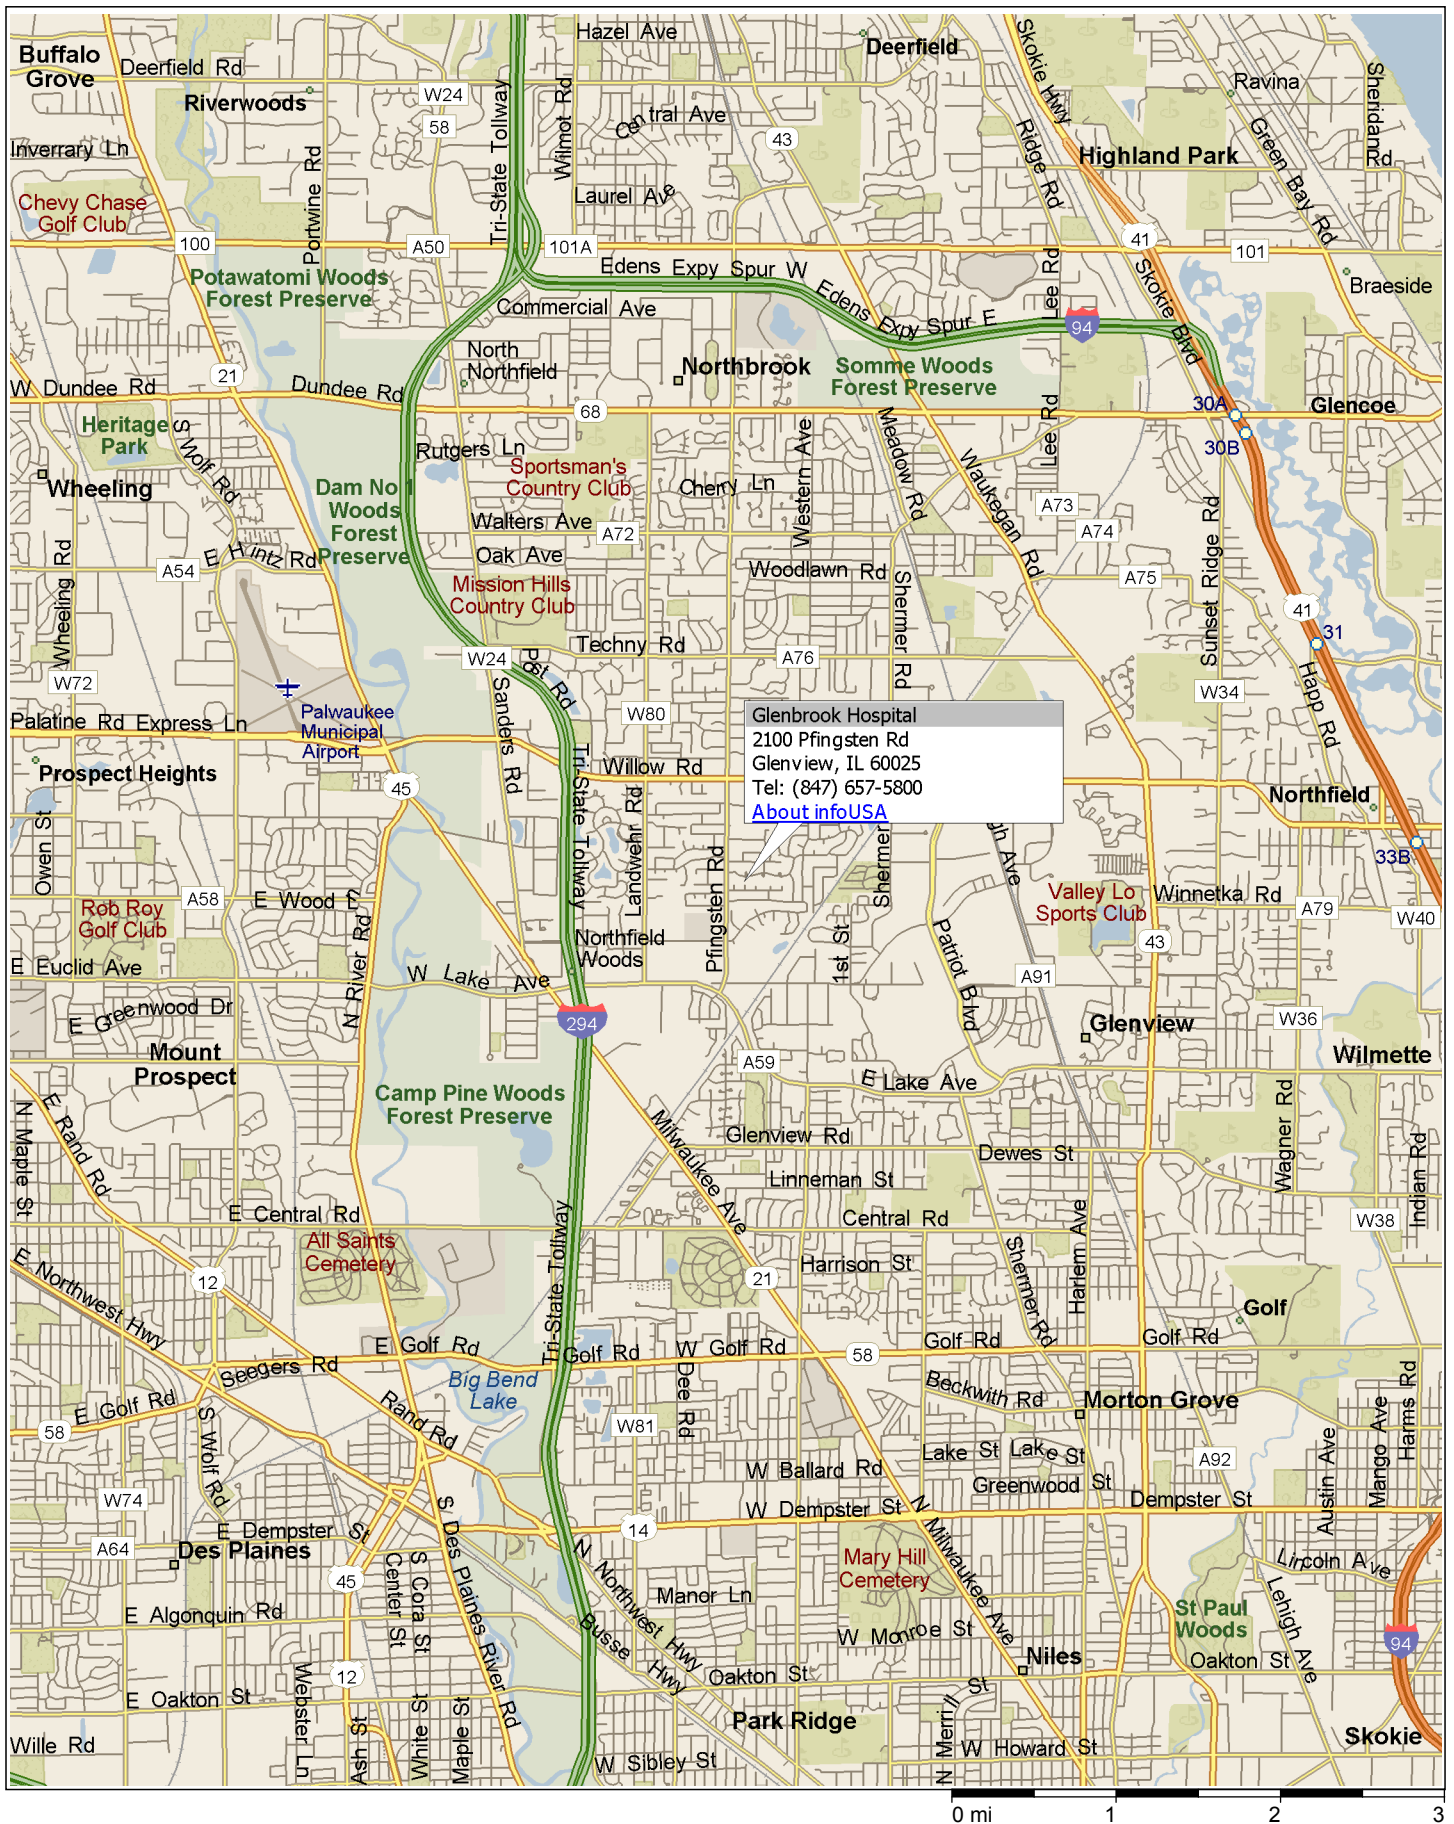 Hazel Ave
Buffalo
Grove
Deerfield
Deerfield Rd
Skokie Hwy
Riverwoods
W24
Tri-State Tollway
Wilmot Rd
Ravina
Sheridan
Rd
58
Central Ave
43
Ridge Rd
Green Bay Rd
Inverrary Ln
Portwine Rd
Highland Park
Laurel Ave
Chevy Chase
Golf Club
100
A50
101A
41
101
Potawatomi Woods
Forest Preserve
Edens Expy Spur W
Lee Rd
Skokie Blvd
Braeside
Commercial Ave
Edens Expy Spur E
94
North
Northfield
Northbrook
Somme Woods
Forest Preserve
21
W Dundee Rd
Dundee Rd
68
30A
Glencoe
Heritage
Park
S Wolf Rd
Rutgers Ln
Meadow Rd
Western Ave
Lee Rd
30B
Waukegan Rd
Sportsman's
Country Club
Cherry Ln
Wheeling
Dam No 1
Woods
Forest
Preserve
Walters Ave
A72
A73
A74
Sunset Ridge Rd
Wheeling Rd
E Hintz Rd
Oak Ave
A54
Woodlawn Rd
A75
Mission Hills
Country Club
Shermer Rd
41
31
Techny Rd
A76
W24
Post Rd
W72
Sanders Rd
W34
Happ Rd
Palwaukee
Municipal
Airport
W80
Glenbrook Hospital
2100 Pfingsten Rd
Glenview, IL 60025
Tel: (847) 657-5800
About infoUSA
Palatine Rd Express Ln
Prospect Heights
Willow Rd
45
Tri-State Tollway
Landwehr Rd
Northfield
Owen St
Shermer
gh Ave
33B
Pfingsten Rd
A58
E Wood
Valley Lo
Sports Club
Winnetka Rd
A79
W40
Rob Roy
Golf Club
N River Rd
Northfield
Woods
1st St
Patriot Blvd
43
E Euclid Ave
W Lake Ave
A91
E Greenwood Dr
294
Glenview
W36
Mount
Prospect
A59
Wilmette
E Lake Ave
Camp Pine Woods
Forest Preserve
N Maple St
E Rand Rd
Milwaukee Ave
Glenview Rd
Dewes St
Wagner Rd
Indian Rd
Linneman St
E Central Rd
Central Rd
W38
Tri-State Tollway
All Saints
Cemetery
Shermer Rd
Harlem Ave
Harrison St
12
21
E Northwest Hwy
Golf
E Golf Rd
Golf Rd
W Golf Rd
58
Golf Rd
Golf Rd
Seegers Rd
Big Bend
Lake
W Dee Rd
Beckwith Rd
Morton Grove
Mango Ave
Harms Rd
E Golf Rd
58
Rand Rd
S Wolf Rd
W81
Lake St
Lake St
A92
Austin Ave
W Ballard Rd
Greenwood St
W74
W Dempster St
Dempster St
N Milwaukee Ave
14
E Dempster St
A64
Des Plaines
S Des Plaines River Rd
Mary Hill
Cemetery
Lincoln Ave
45
Center St
S Cora St
N Northwest Hwy
Manor Ln
Lehigh Ave
E Algonquin Rd
W Monroe St
St Paul
Woods
94
Busse Hwy
Niles
Oakton St
Oakton St
12
Webster Ln
E Oakton St
White St
Maple St
N Merrill St
Park Ridge
Wille Rd
Ash St
W Sibley St
W Howard St
Skokie
0 mi
1
2
3